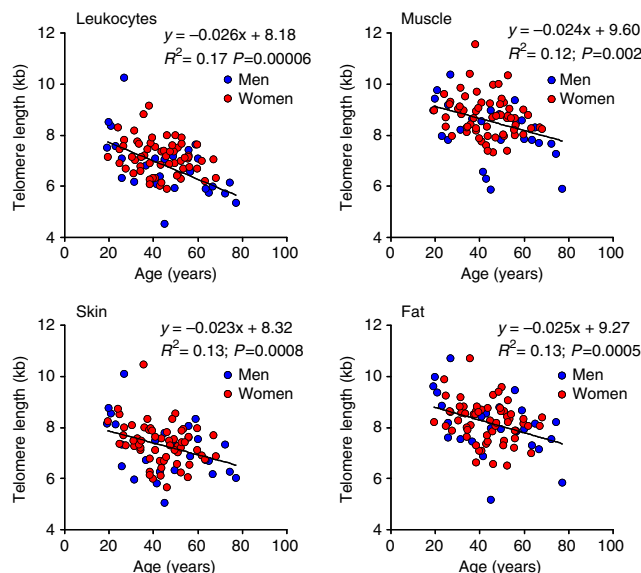 Leukocytes
y = –0.026x + 8.18
R2= 0.17 P=0.00006
Men
Women
Telomere length (kb)
12
10
8
6
4
0 20 40 60 80 100
Age (years)
Muscle
y = –0.024x + 9.60
R2= 0.12; P=0.002
Men
Women
Telomere length (kb)
12
10
8
6
4
0 20 40 60 80 100
Age (years)
Skin
y = –0.023x + 8.32
R2= 0.13; P=0.0008
Men
Women
Telomere length (kb)
12
10
8
6
4
0 20 40 60 80 100
Age (years)
Fat
y = –0.025x + 9.27
R2= 0.13; P=0.0005
Men
Women
Telomere length (kb)
12
10
8
6
4
0 20 40 60 80 100
Age (years)